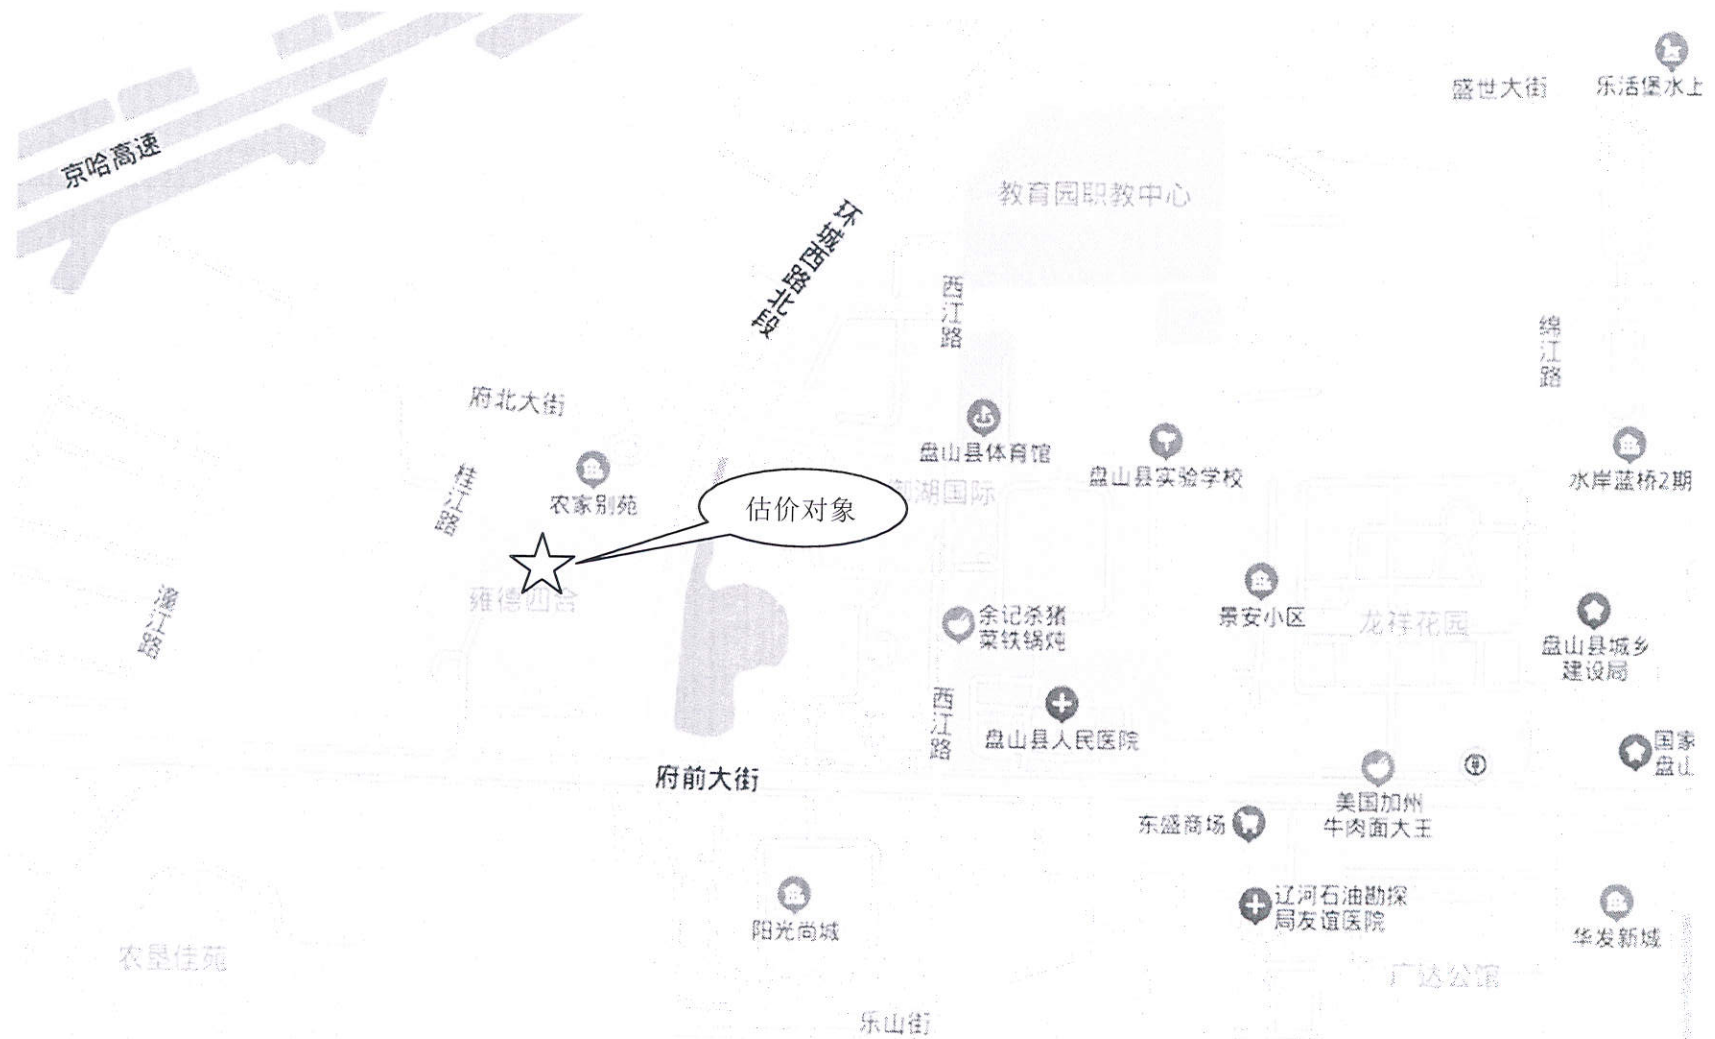 盛世大街
乐活堡水上
京哈高速
教育园职教中心
环城西路北段
西江路
绵江路
府北大街
桂江路
农家别苑
盘山县体育馆
盘山县实验学校
水岸蓝桥2期
湖国际
估价对象
雍德四合
潼江路
余记杀猪
菜铁锅炖
景安小区
龙祥花园
盘山县城乡
建设局
西江路
盘山县人民医院
国家
盘山
府前大街
美国加州
牛肉面大王
东盛商场
辽河石油勘探
局友谊医院
阳光尚城
华发新城
农垦佳苑
广达公馆
乐山街